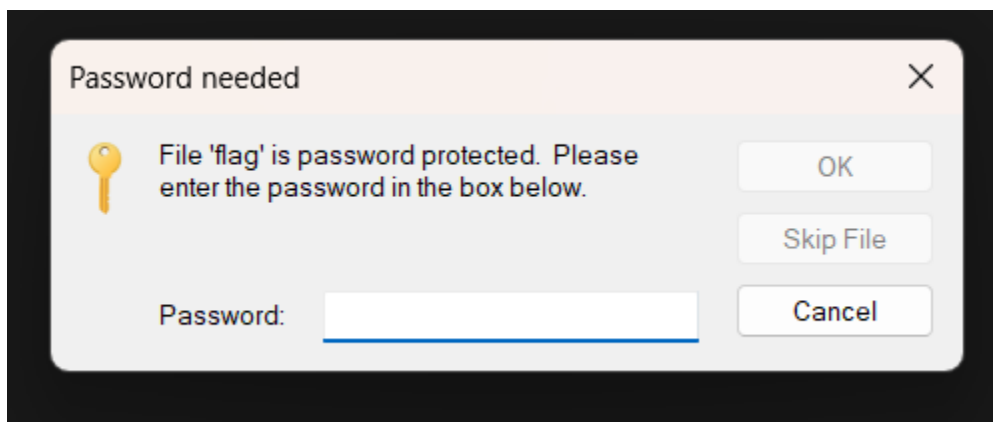 Password needed
File 'flag' is password protected.  Please
enter the password in the box below.
OK
Skip File
Password:
Cancel